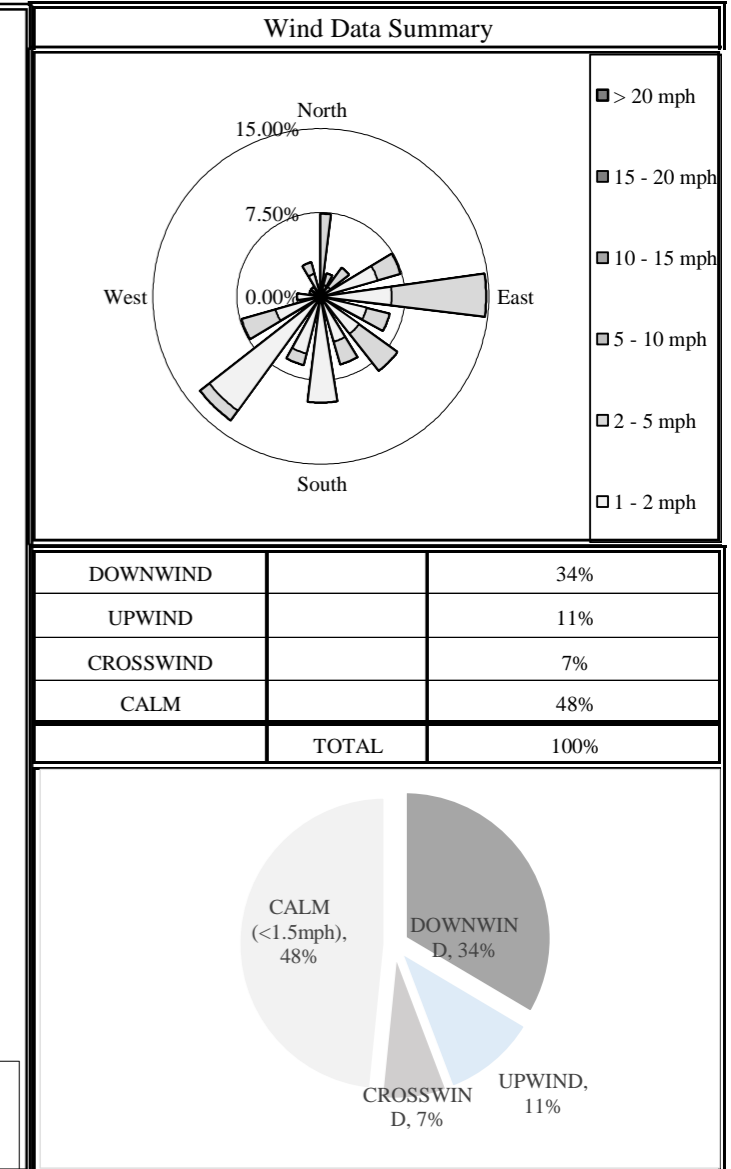 Wind Data Summary
North
15.00%
7.50%
West
0.00%
East
South
> 20 mph
15 - 20 mph
10 - 15 mph
5 - 10 mph
2 - 5 mph
1 - 2 mph
DOWNWIND 34%
UPWIND 11%
CROSSWIND 7%
CALM 48%
TOTAL 100%
CALM
(<1.5mph),
48%
DOWNWIN
D, 34%
UPWIND,
11%
CROSSWIN
D, 7%